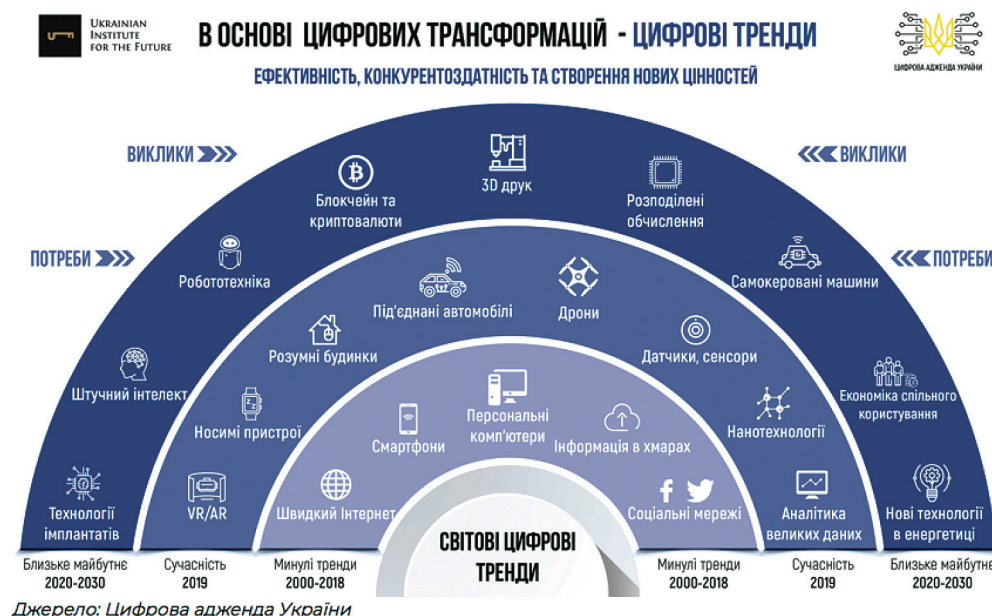 UKRAINIAN
INSTITUTE
FOR THE FUTURE
В ОСНОВІ ЦИФРОВИХ ТРАНСФОРМАЦІЙ - ЦИФРОВІ ТРЕНДИ
ЕФЕКТИВНІСТЬ, КОНКУРЕНТОЗДАТНІСТЬ ТА СТВОРЕННЯ НОВИХ ЦІННОСТЕЙ
ЦИФРОВА АДЖЕНДА УКРАЇНИ
ВИКЛИКИ
ВИКЛИКИ
ПОТРЕБИ
ПОТРЕБИ
Технології
імплантатів
Штучний інтелект
Робототехніка
Блокчейн та
криптовалюти
3D друк
Розподілені
обчислення
Самокеровані машини
Економіка спільного
користування
Нові технології
в енергетиці
VR/AR
Носимі пристрої
Розумні будинки
Під'єднані автомобілі
Дрони
Датчики, сенсори
Нанотехнології
Аналітика
великих даних
Швидкий Інтернет
Смартфони
Персональні
комп'ютери
Інформація в хмарах
Соціальні мережі
СВІТОВІ ЦИФРОВІ
ТРЕНДИ
Близьке майбутнє
2020-2030
Сучасність
2019
Минулі тренди
2000-2018
Минулі тренди
2000-2018
Сучасність
2019
Близьке майбутнє
2020-2030
Джерело: Цифрова адженда України